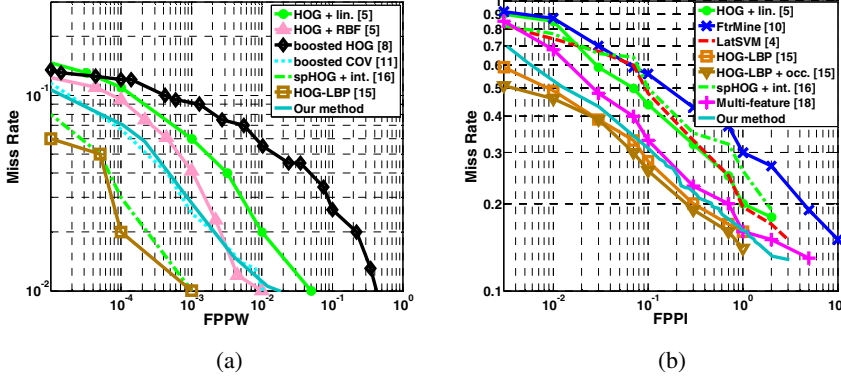 HOG + lin. [5]
HOG + RBF [5]
boosted HOG [8]
boosted COV [11]
spHOG + int. [16]
HOG-LBP [15]
Our method
Miss Rate
10⁻¹
10⁻²
10⁻⁴
10⁻³
10⁻²
10⁻¹
10⁰
FPPW
(a)
HOG + lin. [5]
FtrMine [10]
LatSVM [4]
HOG-LBP [15]
HOG-LBP + occ. [15]
spHOG + int. [16]
Multi-feature [18]
Our method
Miss Rate
0.9
0.8
0.7
0.6
0.5
0.4
0.3
0.2
0.1
10⁻²
10⁻¹
10⁰
FPPI
(b)